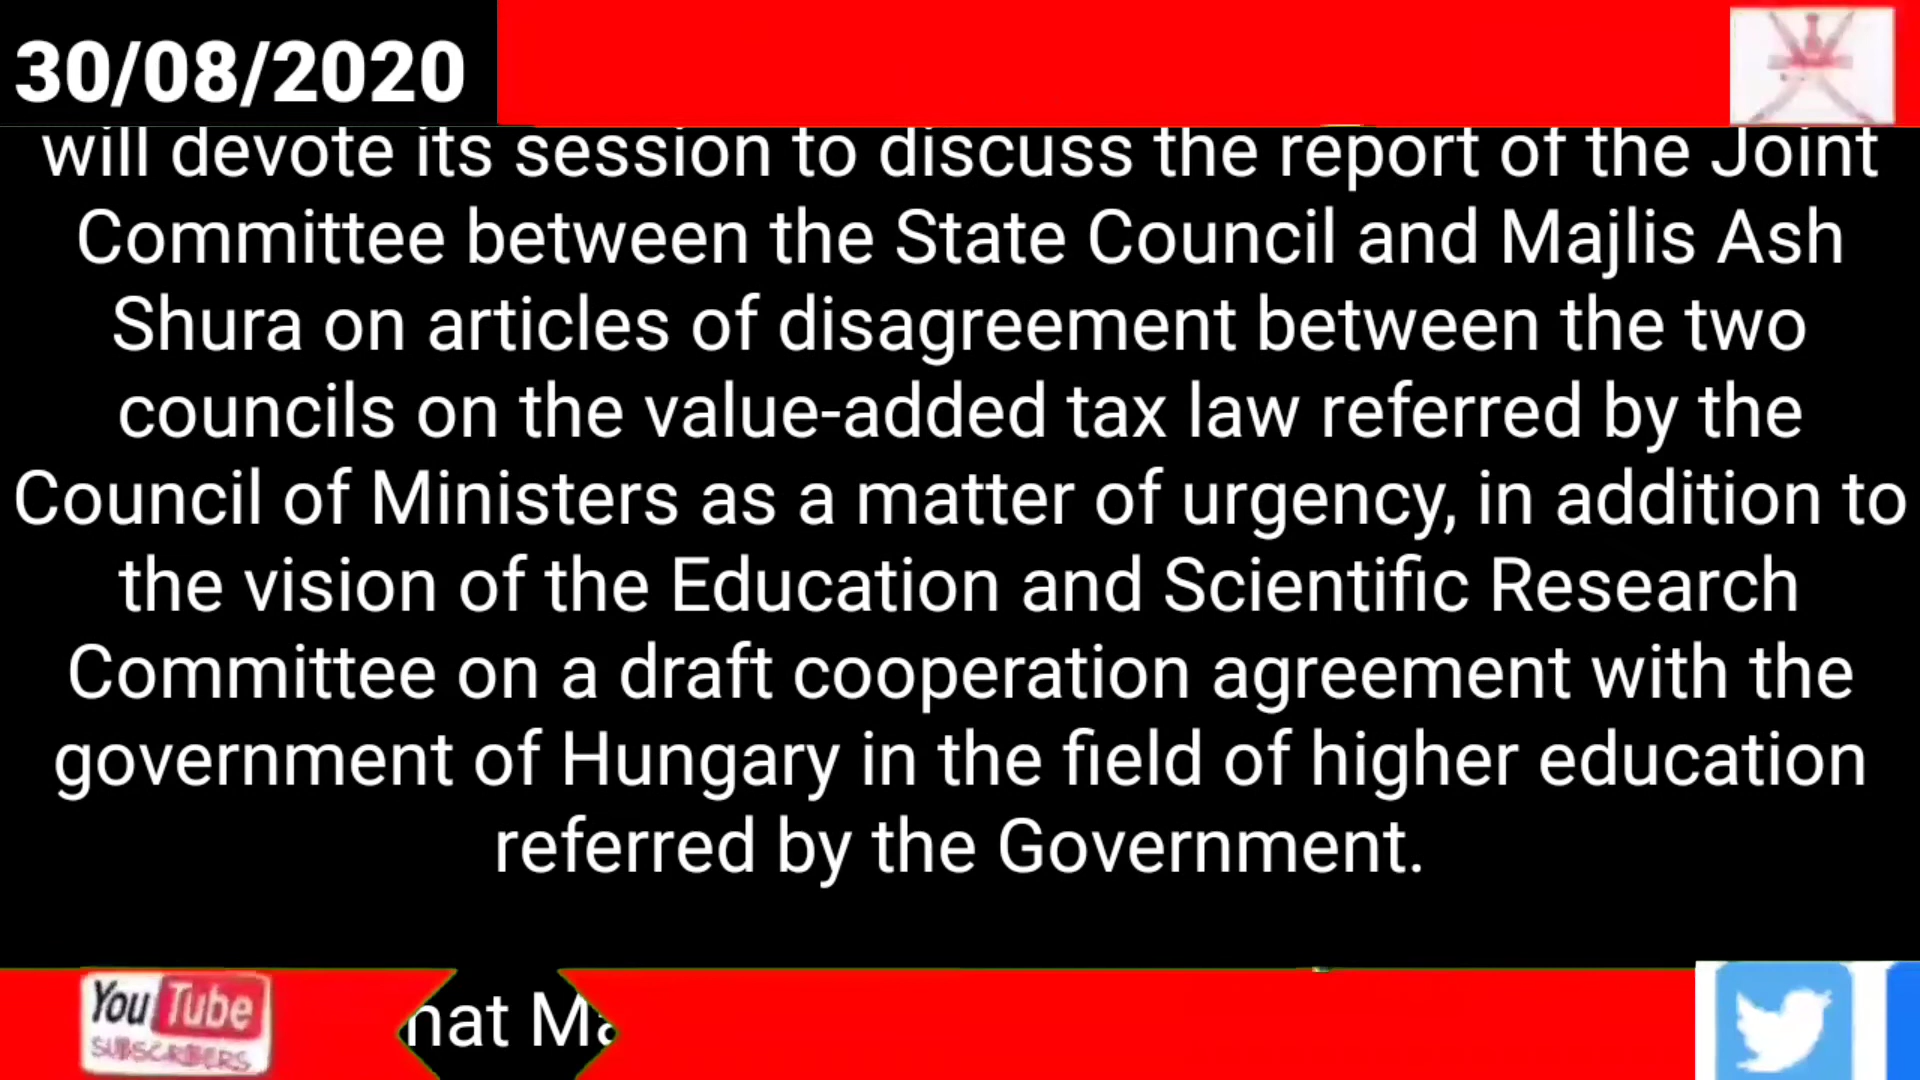 30/08/2020
will devote its session to discuss the report of the Joint
Committee between the State Council and Majlis Ash
Shura on articles of disagreement between the two
councils on the value-added tax law referred by the
Council of Ministers as a matter of urgency, in addition to
the vision of the Education and Scientific Research
Committee on a draft cooperation agreement with the
government of Hungary in the field of higher education
referred by the Government.
You Tube
SUBSCRIBERS